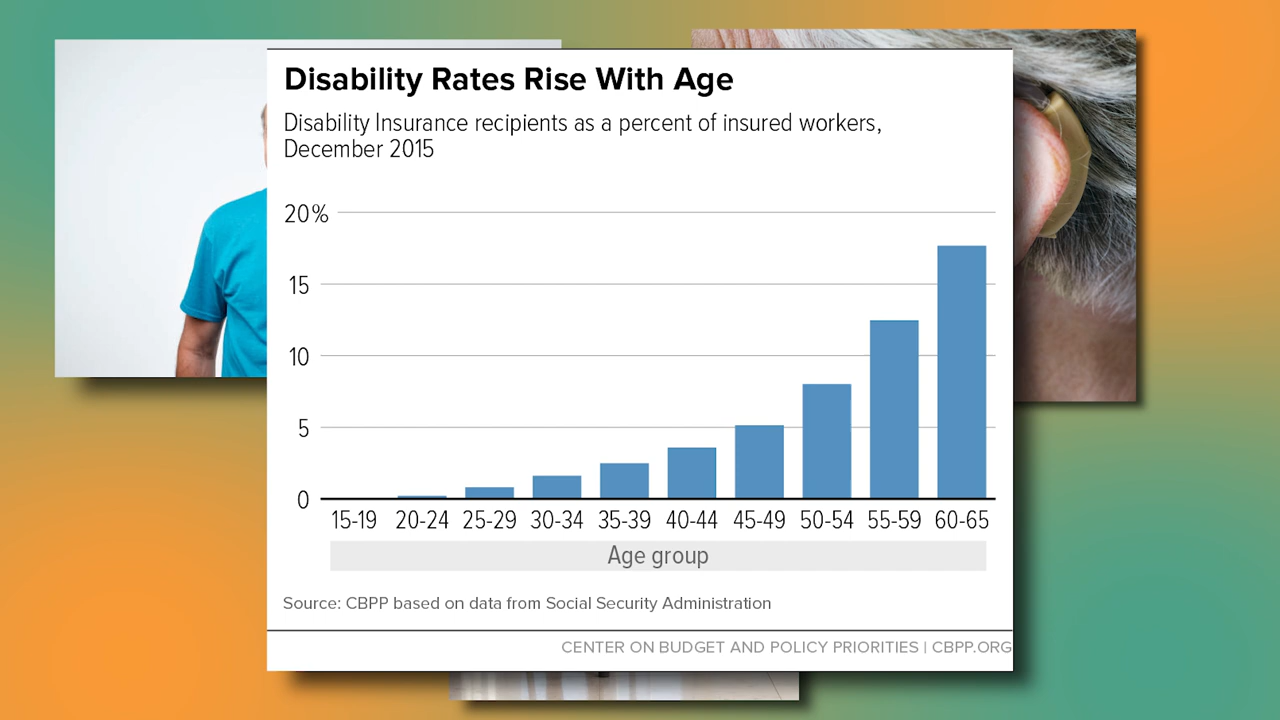 Disability Rates Rise With Age
Disability Insurance recipients as a percent of insured workers,
December 2015
20%
15
10
5
0
15-19 20-24 25-29 30-34 35-39 40-44 45-49 50-54 55-59 60-65
Age group
Source: CBPP based on data from Social Security Administration
CENTER ON BUDGET AND POLICY PRIORITIES | CBPP.ORG